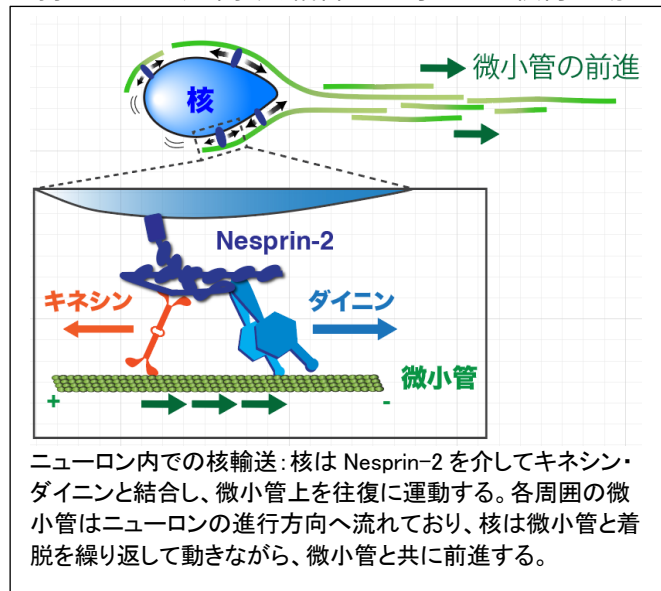 微小管の前進
核
Nesprin-2
キネシン
ダイニン
微小管
+
-
ニューロン内での核輸送：核は Nesprin-2 を介してキネシン・
ダイニンと結合し、微小管上を往復に運動する。各周囲の微
小管はニューロンの進行方向へ流れており、核は微小管と着
脱を繰り返して動きながら、微小管と共に前進する。